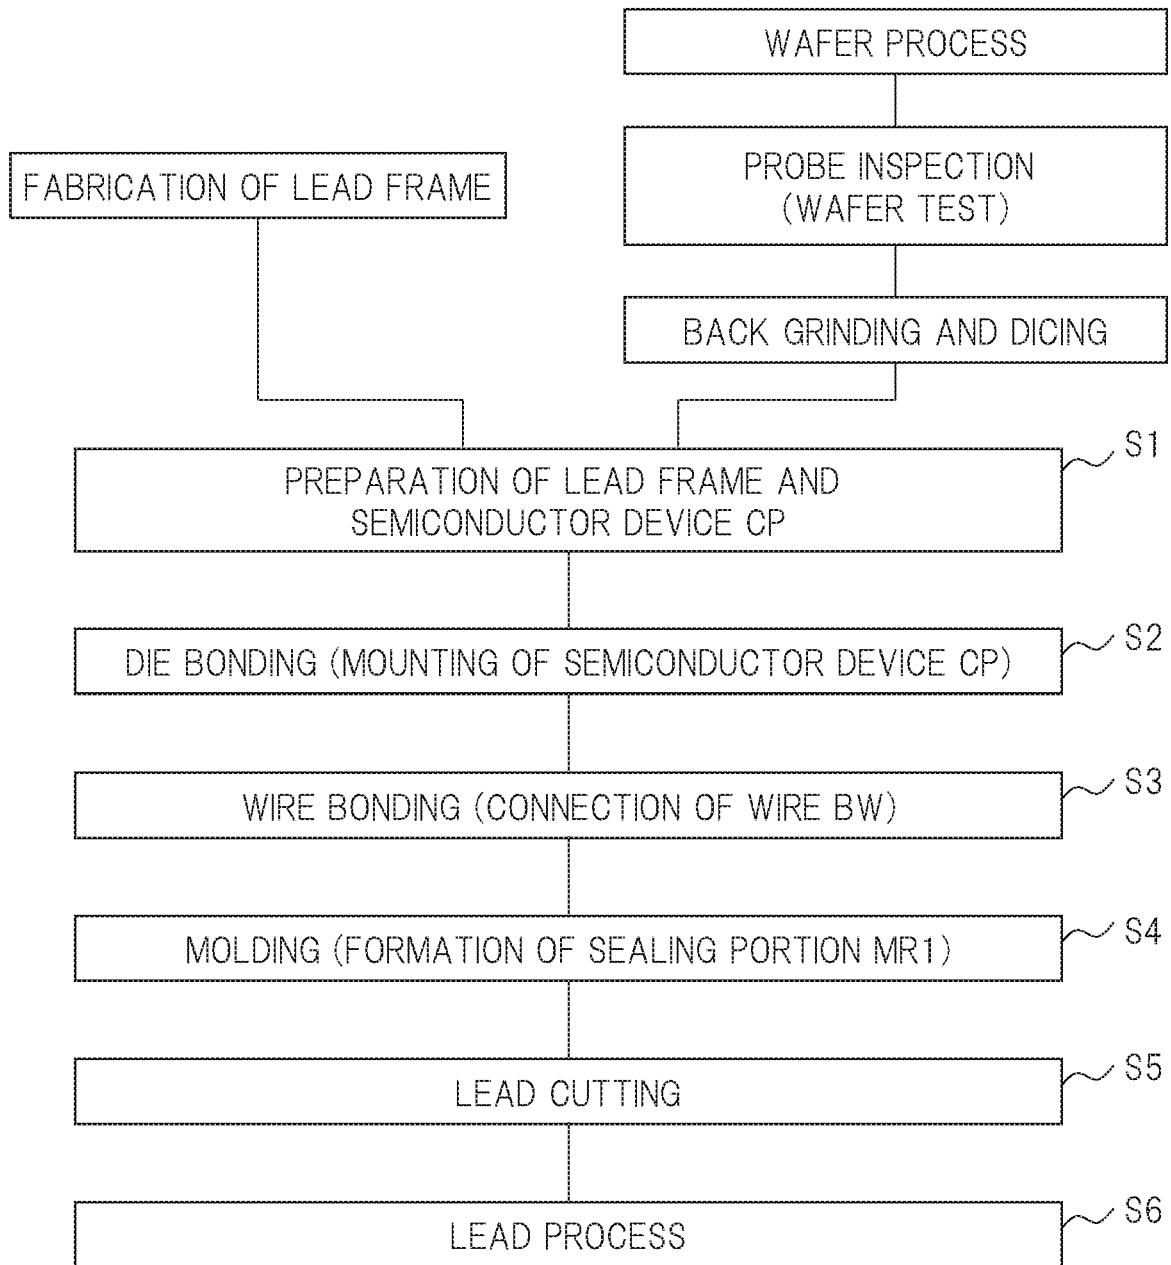 WAFER PROCESS
PROBE INSPECTION
(WAFER TEST)
FABRICATION OF LEAD FRAME
BACK GRINDING AND DICING
S1
PREPARATION OF LEAD FRAME AND
SEMICONDUCTOR DEVICE CP
S2
DIE BONDING (MOUNTING OF SEMICONDUCTOR DEVICE CP)
S3
WIRE BONDING (CONNECTION OF WIRE BW)
S4
MOLDING (FORMATION OF SEALING PORTION MR1)
S5
LEAD CUTTING
S6
LEAD PROCESS